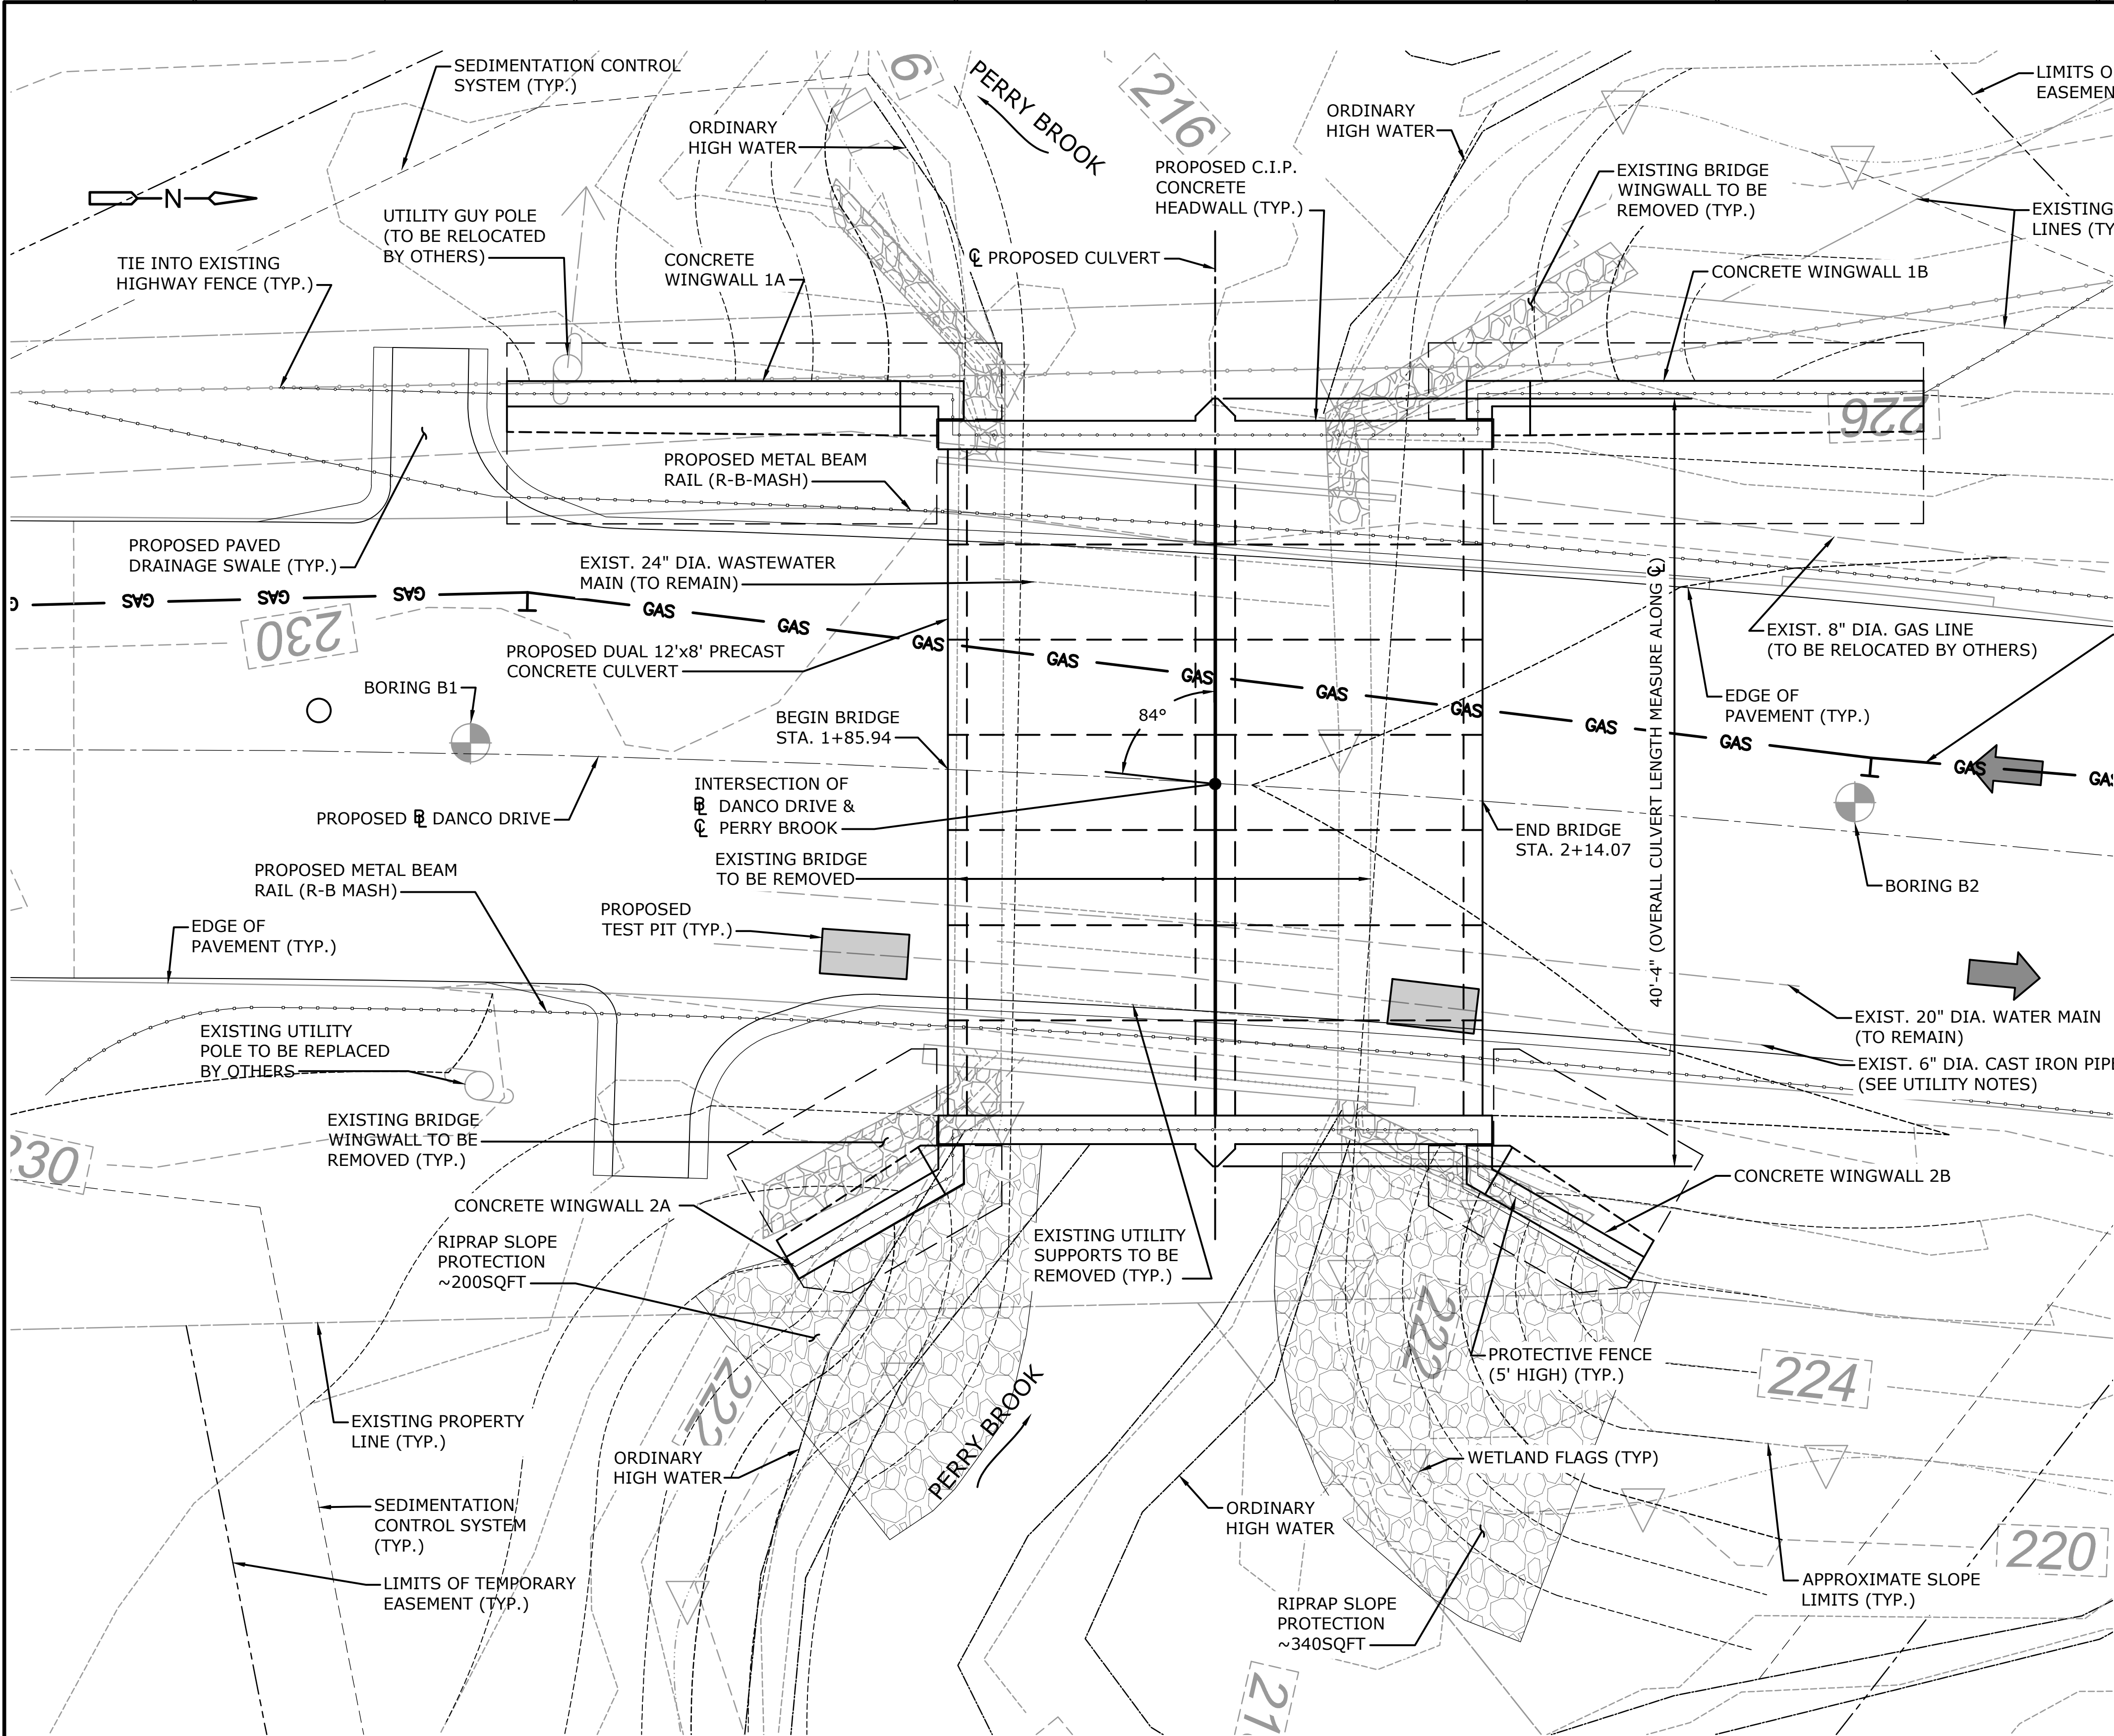 SEDIMENTATION CONTROL
SYSTEM (TYP.)
6
PERRY BROOK
216
LIMITS O
EASEMEN
ORDINARY
HIGH WATER
ORDINARY
HIGH WATER
PROPOSED C.I.P.
CONCRETE
HEADWALL (TYP.)
EXISTING BRIDGE
WINGWALL TO BE
REMOVED (TYP.)
N
UTILITY GUY POLE
(TO BE RELOCATED
BY OTHERS)
EXISTING
LINES (TY
TIE INTO EXISTING
HIGHWAY FENCE (TYP.)
CONCRETE
WINGWALL 1A
CL PROPOSED CULVERT
CONCRETE WINGWALL 1B
226
PROPOSED METAL BEAM
RAIL (R-B-MASH)
PROPOSED PAVED
DRAINAGE SWALE (TYP.)
EXIST. 24" DIA. WASTEWATER
MAIN (TO REMAIN)
G GAS GAS GAS GAS GAS GAS GAS GAS GAS GAS GAS GAS GAS GAS
230
PROPOSED DUAL 12'x8' PRECAST
CONCRETE CULVERT
EXIST. 8" DIA. GAS LINE
(TO BE RELOCATED BY OTHERS)
BORING B1
BEGIN BRIDGE
STA. 1+85.94
84°
EDGE OF
PAVEMENT (TYP.)
40'-4" (OVERALL CULVERT LENGTH MEASURE ALONG CL)
INTERSECTION OF
BL DANCO DRIVE &
CL PERRY BROOK
PROPOSED BL DANCO DRIVE
END BRIDGE
STA. 2+14.07
EXISTING BRIDGE
TO BE REMOVED
BORING B2
PROPOSED METAL BEAM
RAIL (R-B MASH)
PROPOSED
TEST PIT (TYP.)
EDGE OF
PAVEMENT (TYP.)
EXIST. 20" DIA. WATER MAIN
(TO REMAIN)
EXISTING UTILITY
POLE TO BE REPLACED
BY OTHERS
EXIST. 6" DIA. CAST IRON PIPE
(SEE UTILITY NOTES)
230
EXISTING BRIDGE
WINGWALL TO BE
REMOVED (TYP.)
CONCRETE WINGWALL 2B
CONCRETE WINGWALL 2A
RIPRAP SLOPE
PROTECTION
~200SQFT
EXISTING UTILITY
SUPPORTS TO BE
REMOVED (TYP.)
222
222
PROTECTIVE FENCE
(5' HIGH) (TYP.)
224
EXISTING PROPERTY
LINE (TYP.)
ORDINARY
HIGH WATER
PERRY BROOK
WETLAND FLAGS (TYP)
SEDIMENTATION
CONTROL SYSTEM
(TYP.)
ORDINARY
HIGH WATER
220
LIMITS OF TEMPORARY
EASEMENT (TYP.)
APPROXIMATE SLOPE
LIMITS (TYP.)
RIPRAP SLOPE
PROTECTION
~340SQFT
21